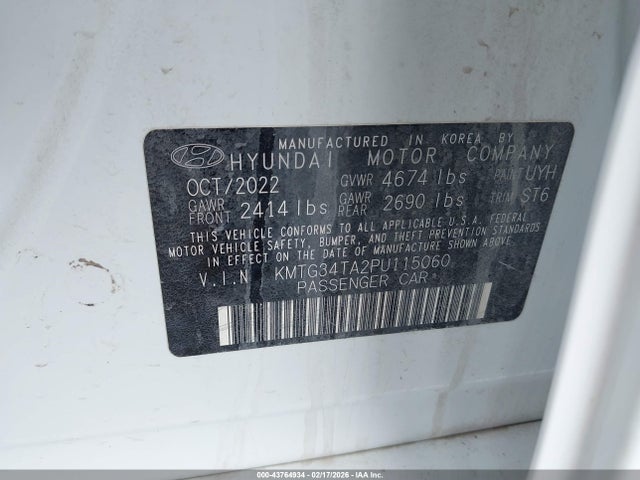 MANUFACTURED IN KOREA BY
HYUNDAI MOTOR COMPANY
OCT/2022 GVWR 4674 lbs PAINT UYH
GAWR FRONT 2414 lbs GAWR REAR 2690 lbs TRIM ST6
THIS VEHICLE CONFORMS TO ALL APPLICABLE U.S.A. FEDERAL
MOTOR VEHICLE SAFETY, BUMPER, AND THEFT PREVENTION STANDARDS
IN EFFECT ON THE DATE OF MANUFACTURE SHOWN ABOVE.
V.I.N KMTG34TA2PU115060
PASSENGER CAR
000-43764934 - 02/17/2026 - IAA Inc.